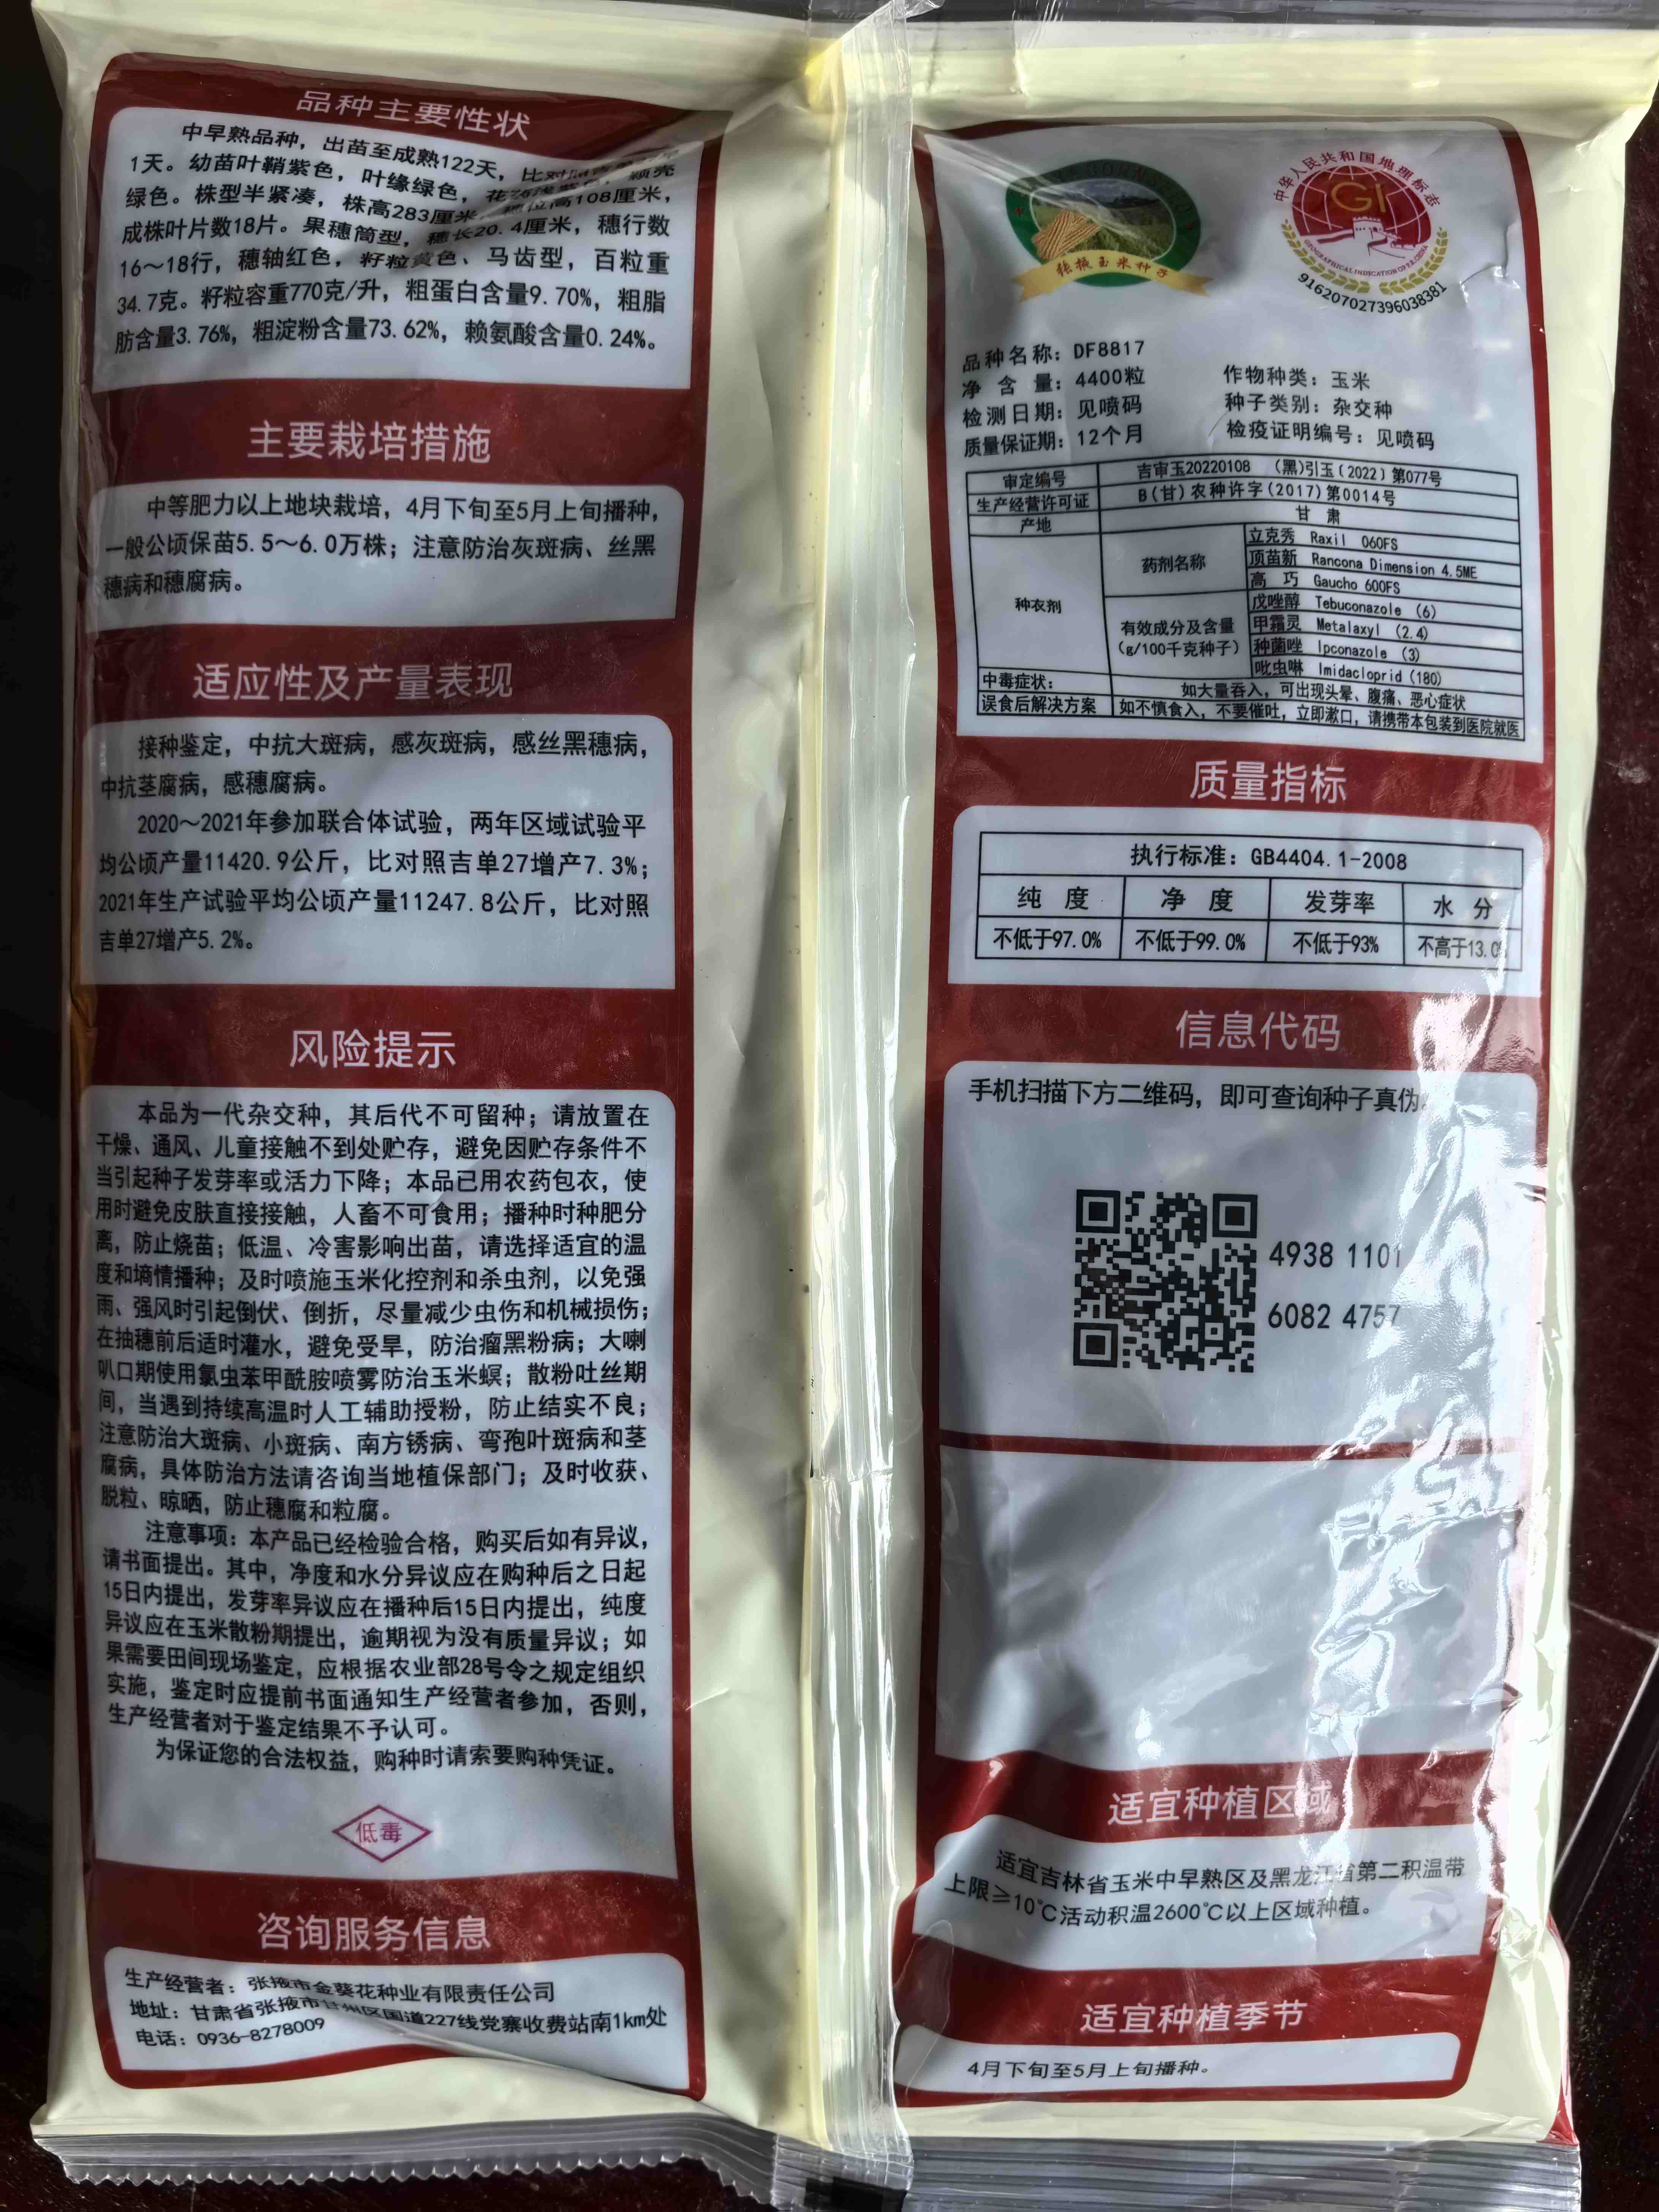 品种主要性状
中早熟品种，出苗至成熟122天，比对照
1天。幼苗叶鞘紫色，叶缘绿色，花药浅紫色，颖壳
绿色。株型半紧凑，株高283厘米，穗位高108厘米，
成株叶片数18片。果穗筒型，穗长20.4厘米，穗行数
16～18行，穗轴红色，籽粒黄色、马齿型，百粒重
34.7克。籽粒容重770克/升，粗蛋白含量9.70%，粗脂
肪含量3.76%，粗淀粉含量73.62%，赖氨酸含量0.24%。
主要栽培措施
中等肥力以上地块栽培，4月下旬至5月上旬播种，
一般公顷保苗5.5～6.0万株；注意防治灰斑病、丝黑
穗病和穗腐病。
适应性及产量表现
接种鉴定，中抗大斑病，感灰斑病，感丝黑穗病，
中抗茎腐病，感穗腐病。
2020～2021年参加联合体试验，两年区域试验平
均公顷产量11420.9公斤，比对照吉单27增产7.3%；
2021年生产试验平均公顷产量11247.8公斤，比对照
吉单27增产5.2%。
风险提示
本品为一代杂交种，其后代不可留种；请放置在
干燥、通风、儿童接触不到处贮存，避免因贮存条件不
当引起种子发芽率或活力下降；本品已用农药包衣，使
用时避免皮肤直接接触，人畜不可食用；播种时种肥分
离，防止烧苗；低温、冷害影响出苗，请选择适宜的温
度和墒情播种；及时喷施玉米化控剂和杀虫剂，以免强
雨、强风时引起倒伏、倒折，尽量减少虫伤和机械损伤；
在抽穗前后适时灌水，避免受旱，防治瘤黑粉病；大喇
叭口期使用氯虫苯甲酰胺喷雾防治玉米螟；散粉吐丝期
间，当遇到持续高温时人工辅助授粉，防止结实不良；
注意防治大斑病、小斑病、南方锈病、弯孢叶斑病和茎
腐病，具体防治方法请咨询当地植保部门；及时收获、
脱粒、晾晒，防止穗腐和粒腐。
注意事项：本产品已经检验合格，购买后如有异议，
请书面提出。其中，净度和水分异议应在购种后之日起
15日内提出，发芽率异议应在播种后15日内提出，纯度
异议应在玉米散粉期提出，逾期视为没有质量异议；如
果需要田间现场鉴定，应根据农业部28号令之规定组织
实施，鉴定时应提前书面通知生产经营者参加，否则，
生产经营者对于鉴定结果不予认可。
为保证您的合法权益，购种时请索要购种凭证。
低毒
咨询服务信息
生产经营者：张掖市金葵花种业有限责任公司
地址：甘肃省张掖市甘州区国道227线党寨收费站南1km处
电话：0936-8278009
张掖玉米种子
中华人民共和国地理标志
GI
GEOGRAPHICAL INDICATION OF P.R.CHINA
916207027396038381
品种名称：DF8817
净含量：4400粒 作物种类：玉米
检测日期：见喷码 种子类别：杂交种
质量保证期：12个月 检疫证明编号：见喷码
审定编号 吉审玉20220108 (黑)引玉(2022)第077号
生产经营许可证 B(甘)农种许字(2017)第0014号
产地 甘肃
种衣剂 药剂名称 立克秀 Raxil 060FS
顶苗新 Rancona Dimension 4.5ME
高巧 Gaucho 600FS
有效成分及含量 (g/100千克种子) 戊唑醇 Tebuconazole (6)
甲霜灵 Metalaxyl (2.4)
种菌唑 Ipconazole (3)
吡虫啉 Imidacloprid (180)
中毒症状： 如大量吞入，可出现头晕、腹痛、恶心症状
误食后解决方案 如不慎食入，不要催吐，立即漱口，请携带本包装到医院就医
质量指标
执行标准：GB4404.1-2008
纯度 净度 发芽率 水分
不低于97.0% 不低于99.0% 不低于93% 不高于13.0%
信息代码
手机扫描下方二维码，即可查询种子真伪。
4938 1101
6082 4757
适宜种植区域
适宜吉林省玉米中早熟区及黑龙江省第二积温带
上限≥10℃活动积温2600℃以上区域种植。
适宜种植季节
4月下旬至5月上旬播种。